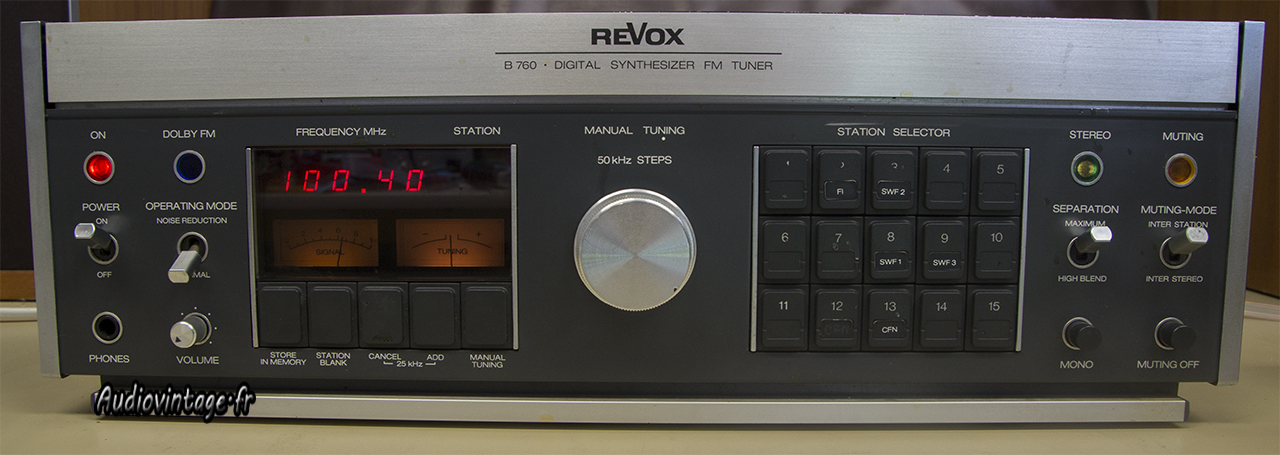 REVOX
B 760 · DIGITAL SYNTHESIZER FM TUNER
ON
DOLBY FM
FREQUENCY MHz
STATION
MANUAL TUNING
50 kHz STEPS
STATION SELECTOR
STEREO
MUTING
100.40
POWER
ON
OFF
OPERATING MODE
NOISE REDUCTION
SIGNAL
- +
TUNING
4
5
FI
SWF 2
6
7
8
9
10
SWF 1
SWF 3
11
12
13
14
15
CFN
CFN
SEPARATION
MAXIMUM
HIGH BLEND
MUTING-MODE
INTER STATION
INTER STEREO
PHONES
VOLUME
STORE
IN MEMORY
STATION
BLANK
CANCEL
ADD
25 kHz
MANUAL
TUNING
MONO
MUTING OFF
Audiovintage.fr